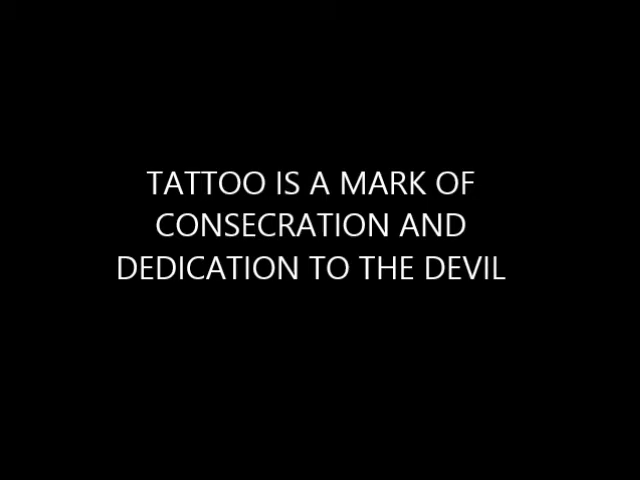 TATTOO IS A MARK OF
CONSECRATION AND
DEDICATION TO THE DEVIL